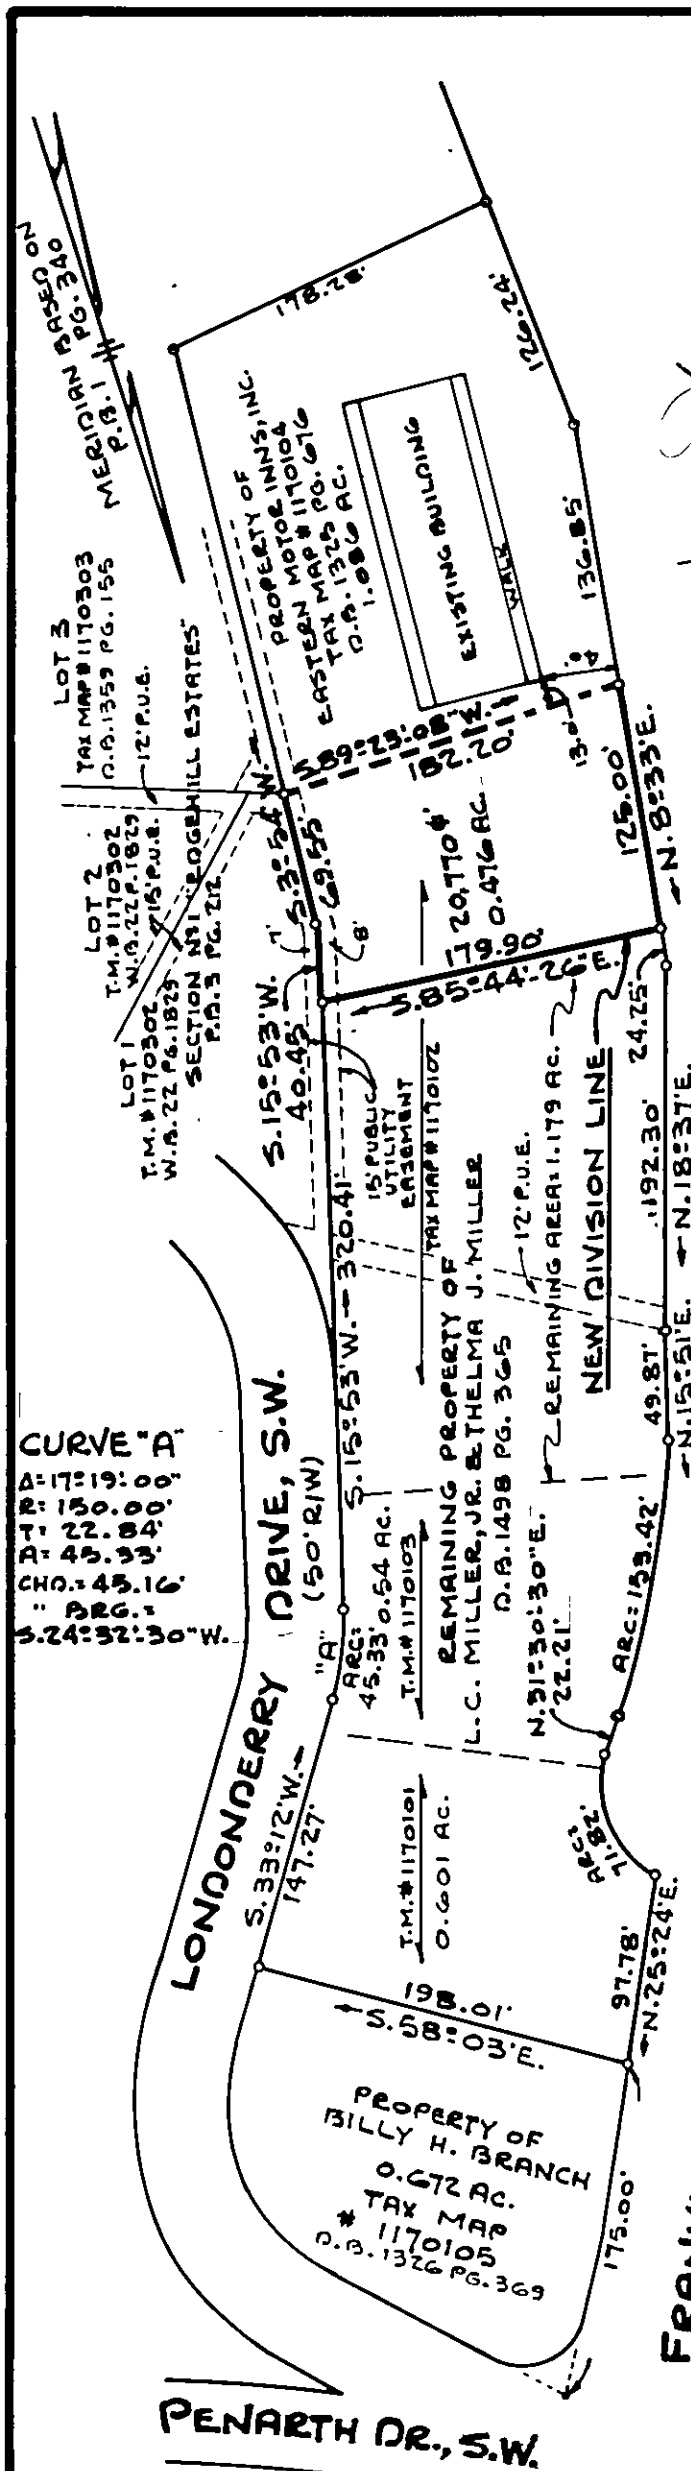 MERIDIAN BASED ON
P.B. 1 PG. 340
178.28'
126.24'
136.85'
LOT 3
TAX MAP # 1170303
D.B. 1359 PG. 155
12' P.U.E.
LOT 2
T.M. # 1170302
W.B. 22 P. 1829
15' P.U.E.
LOT 1
T.M. # 1170302
W.B. 22 PG. 1829
SECTION Nº 1 "EDGEHILL ESTATES"
P.B. 3 PG. 212
PROPERTY OF
EASTERN MOTOR INNS, INC.
TAX MAP # 1170104
D.B. 1325 PG. 676
1.086 AC.
EXISTING BUILDING
WALK
13.0'
S.89°23'08"W.
182.20'
S.3°54'W.
69.55'
7'
8'
20,770 ⌀'
0.476 AC.
125.00'
N.8°33'E.
S.15°53'W.
40.45'
179.90'
S.85°44'26"E.
15' PUBLIC
UTILITY
EASEMENT
TAX MAP # 1170102
24.25'
192.30'
N.18°37'E.
S.15°53'W. 320.41'
REMAINING PROPERTY OF
L.C. MILLER, JR. & THELMA J. MILLER
D.B. 1498 PG. 365
12' P.U.E.
REMAINING AREA = 1.179 AC.
NEW DIVISION LINE
49.87'
N.15°51'E.
CURVE "A"
Δ=17°19'00"
R= 150.00'
T= 22.84'
A= 45.33'
CHD.= 45.16'
" BRG.=
S.24°32'30"W.
LONDONDERRY DRIVE, S.W.
(50' R/W)
"A"
ARC=
45.33'
0.54 AC.
T.M. # 1170103
N.31°30'30"E.
22.21'
ARC= 139.42'
S.33°12'W.
147.27'
T.M. # 1170101
0.601 AC.
ARC=
71.82'
97.78'
N.25°24'E.
198.01'
S.58°03'E.
PROPERTY OF
BILLY H. BRANCH
0.672 AC.
TAX MAP
# 1170105
D.B. 1326 PG. 369
175.00'
PENARTH DR., S.W.